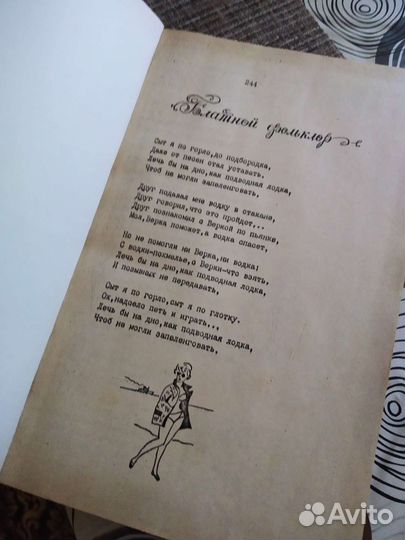 244
Блатной фольклор
Сыт я по горло, до подбородка,
Даже от песен стал уставать.
Лечь бы на дно, как подводная лодка,
Чтоб не могли запеленговать.
Друг подавал мне водку в стакане,
Друг говорил, что это пройдет,..
Друг познакомил с Веркой по пьянке,
Мол, Верка поможет, а водка спасет,
Но не помогли ни Верка, ни водка:
С водки-похмелье, с Верки-что взять,
Лечь бы на дно, как подводная лодка,
И позывных не передавать,
Сыт я по горло, сыт я по глотку.
Ох, надоело петь и играть...
Лечь бы на дно, как подводная лодка,
Чтоб не могли запеленговать.
Avito